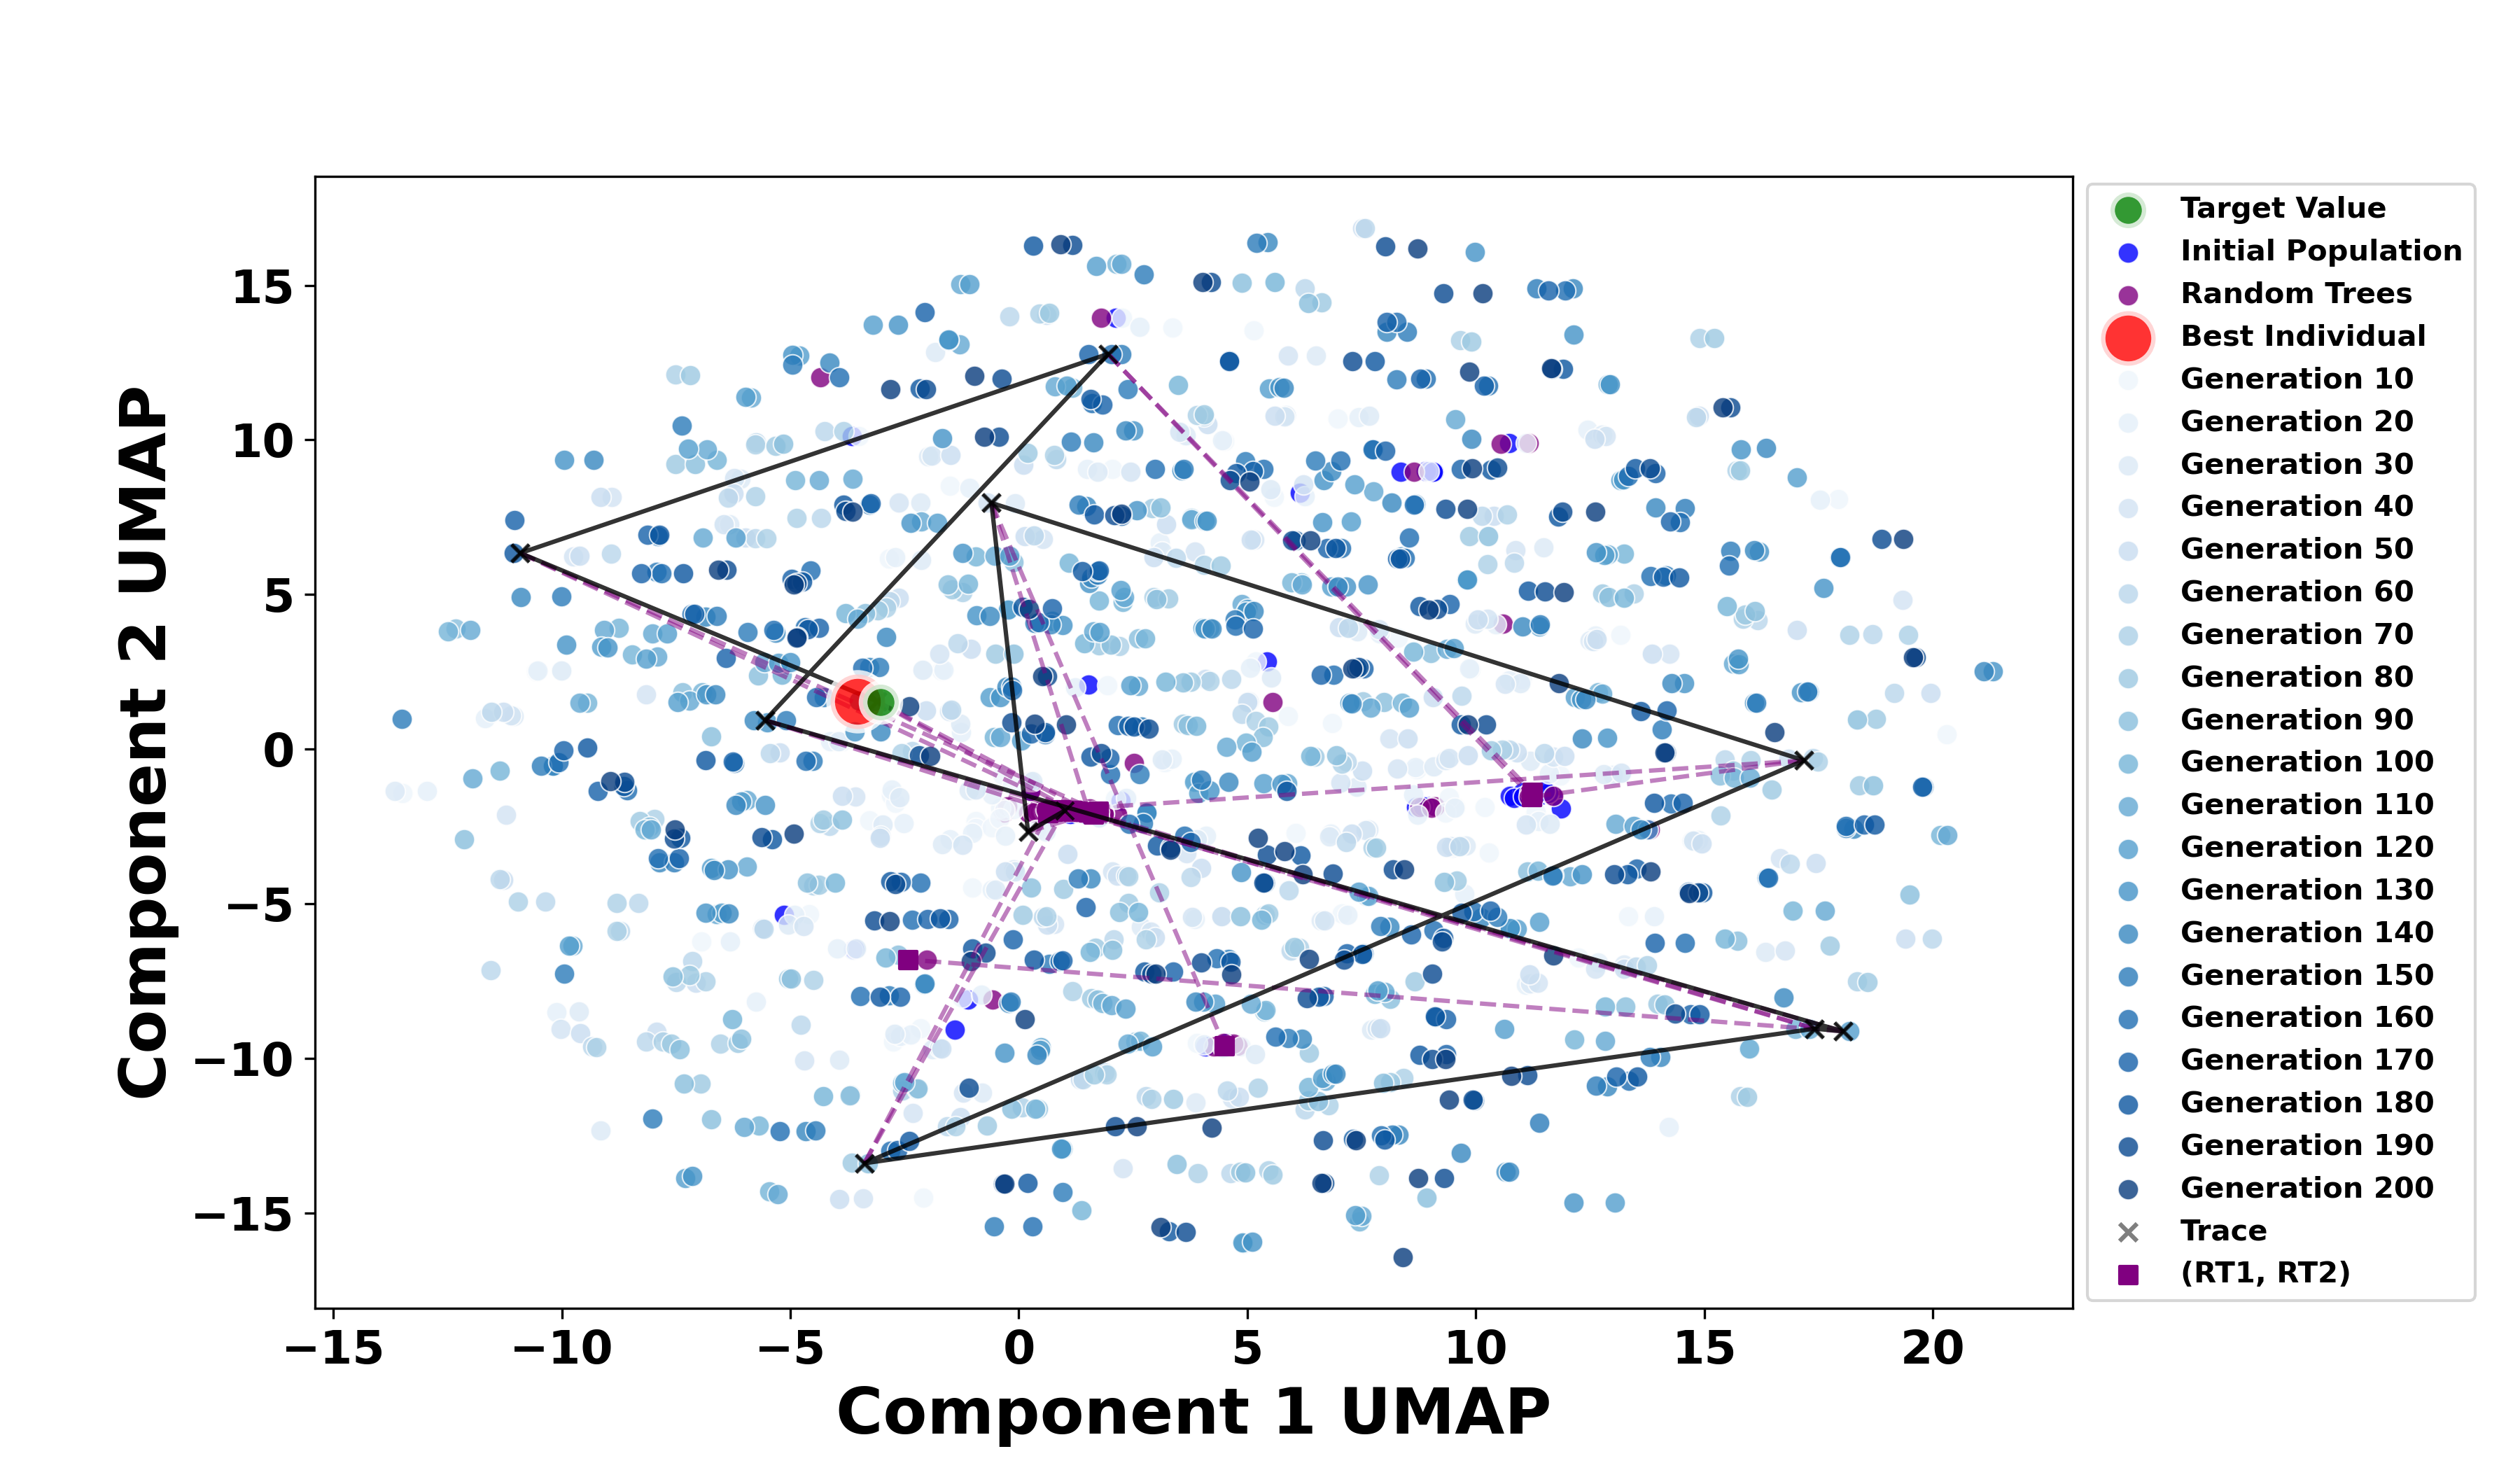 15
10
5
0
−5
−10
−15
−15
−10
−5
0
5
10
15
20
Component 2 UMAP
Component 1 UMAP
Target Value
Initial Population
Random Trees
Best Individual
Generation 10
Generation 20
Generation 30
Generation 40
Generation 50
Generation 60
Generation 70
Generation 80
Generation 90
Generation 100
Generation 110
Generation 120
Generation 130
Generation 140
Generation 150
Generation 160
Generation 170
Generation 180
Generation 190
Generation 200
Trace
(RT1, RT2)